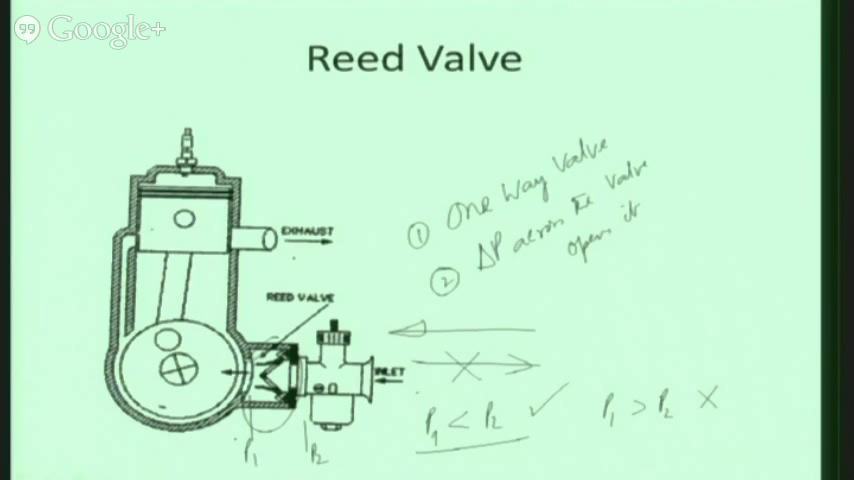 Google+
Reed Valve
① One way valve
② ΔP across the valve
opens it
EXHAUST
REED VALVE
INLET
P1 < P2 ✓
P1 > P2 ✗
P1
P2